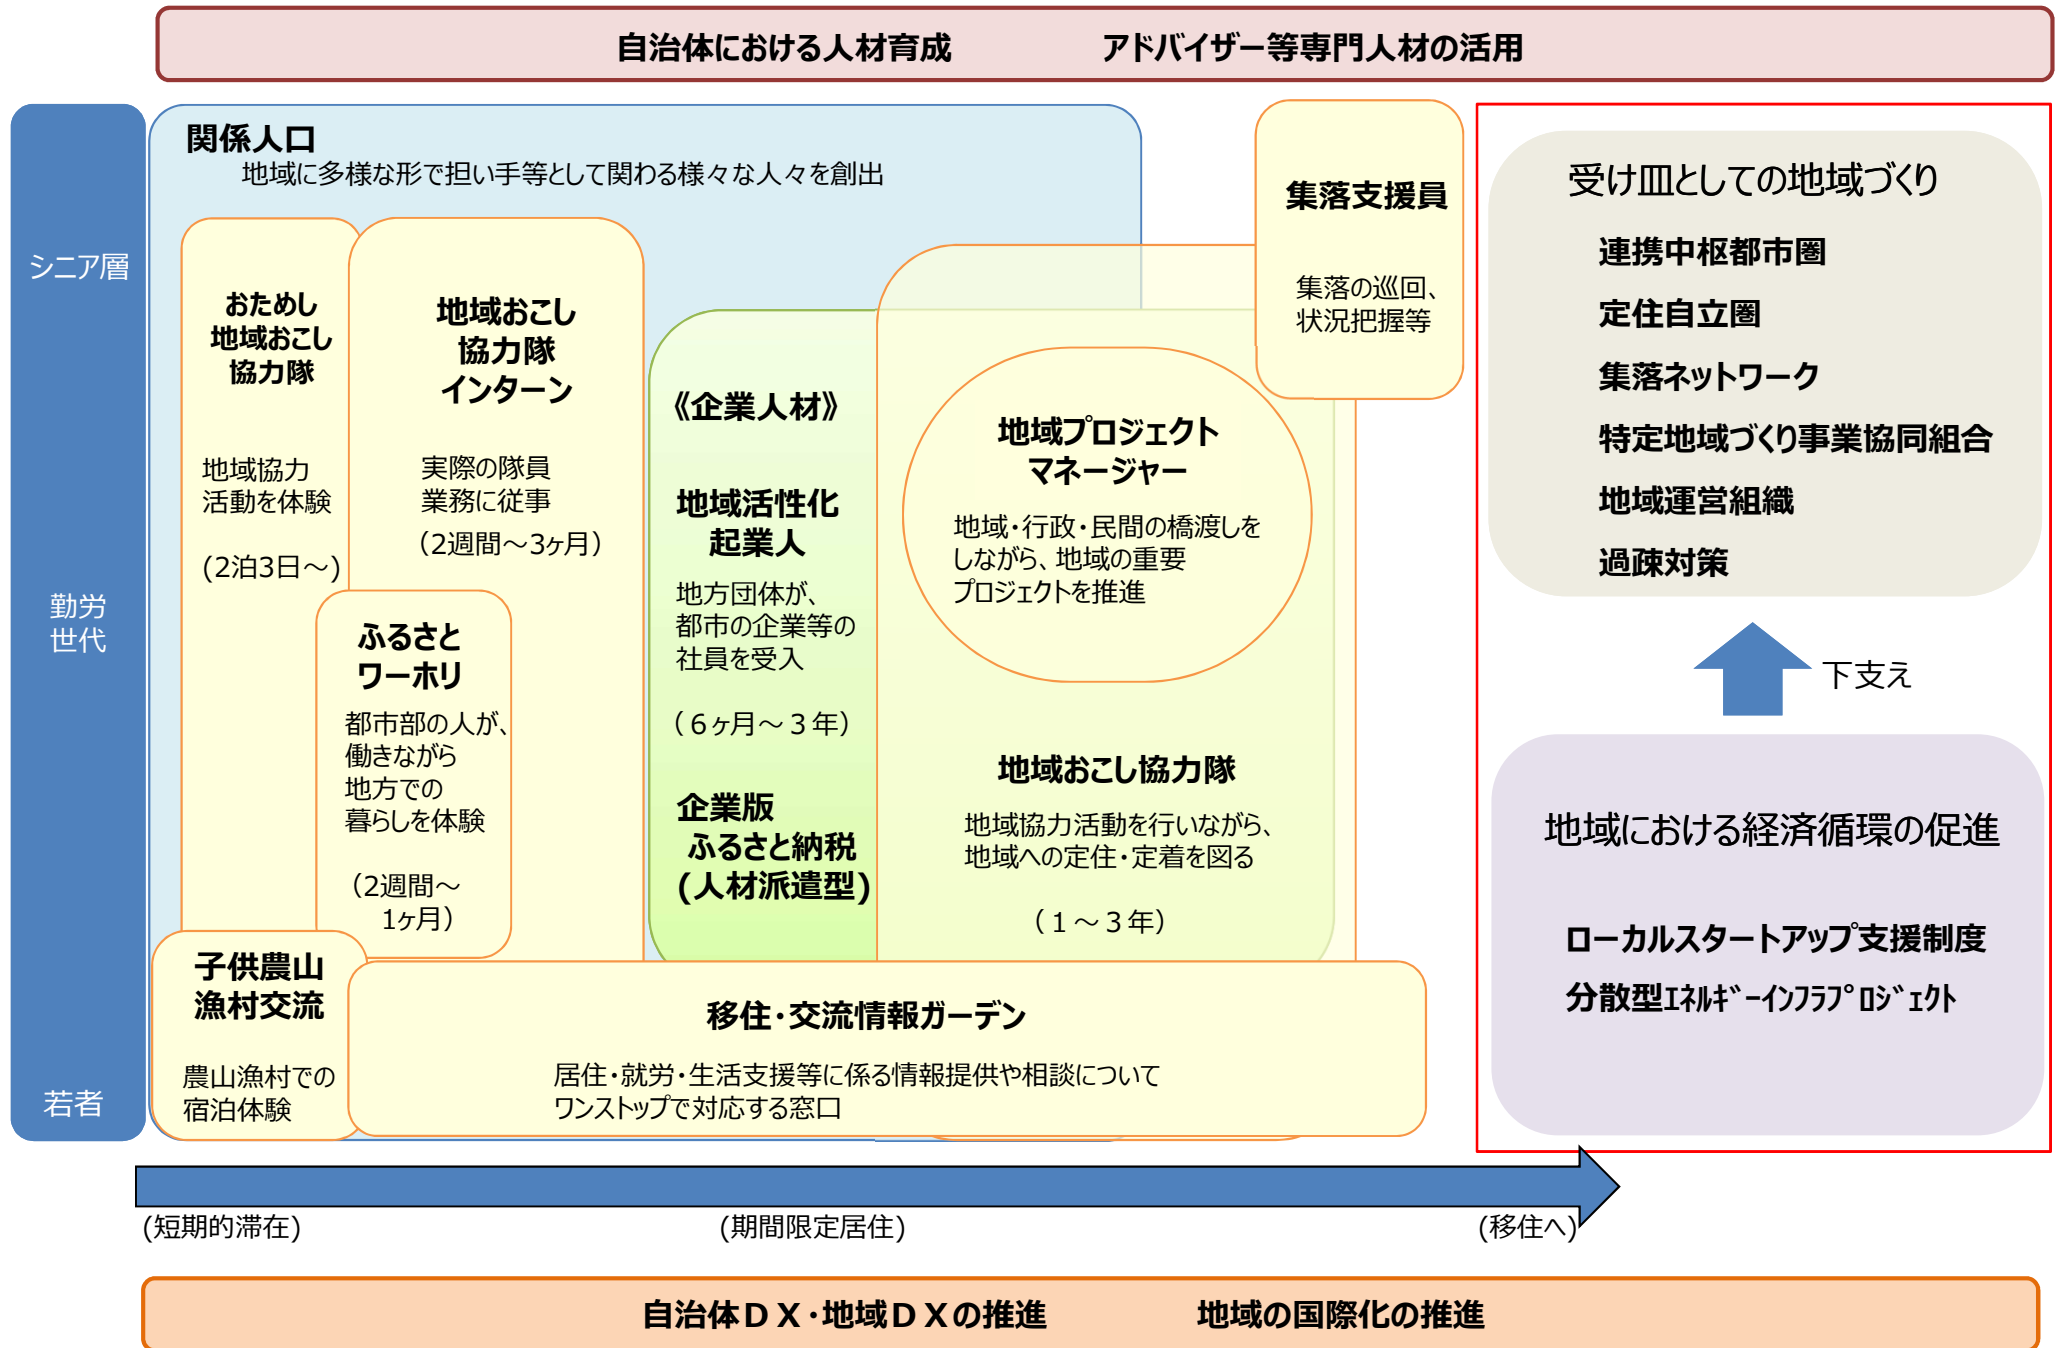 自治体における人材育成　アドバイザー等専門人材の活用
シニア層
勤労
世代
若者
関係人口
地域に多様な形で担い手等として関わる様々な人々を創出
おためし
地域おこし
協力隊
地域協力
活動を体験
(2泊3日～)
地域おこし
協力隊
インターン
実際の隊員
業務に従事
（2週間～3ヶ月）
ふるさと
ワーホリ
都市部の人が、
働きながら
地方での
暮らしを体験
（2週間～
1ヶ月）
子供農山
漁村交流
農山漁村での
宿泊体験
《企業人材》
地域活性化
起業人
地方団体が、
都市の企業等の
社員を受入
（６ヶ月～３年）
企業版
ふるさと納税
(人材派遣型)
地域プロジェクト
マネージャー
地域・行政・民間の橋渡しを
しながら、地域の重要
プロジェクトを推進
地域おこし協力隊
地域協力活動を行いながら、
地域への定住・定着を図る
（１～３年）
集落支援員
集落の巡回、
状況把握等
移住・交流情報ガーデン
居住・就労・生活支援等に係る情報提供や相談について
ワンストップで対応する窓口
受け皿としての地域づくり
連携中枢都市圏
定住自立圏
集落ネットワーク
特定地域づくり事業協同組合
地域運営組織
過疎対策
下支え
地域における経済循環の促進
ローカルスタートアップ支援制度
分散型ｴﾈﾙｷﾞｰｲﾝﾌﾗﾌﾟﾛｼﾞｪｸﾄ
(短期的滞在)
(期間限定居住)
(移住へ)
自治体ＤＸ・地域ＤＸの推進　地域の国際化の推進